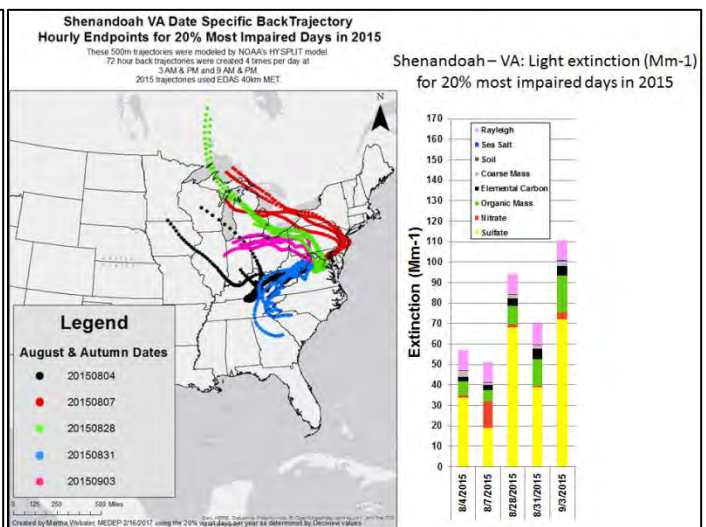 Shenandoah VA Date Specific BackTrajectory
Hourly Endpoints for 20% Most Impaired Days in 2015
These 500m trajectories were modeled by NOAA's HYSPLIT model
72 hour back trajectories were created 4 times per day at
3 AM & PM and 9 AM & PM.
2015 trajectories used EDAS 40km MET.
N
Legend
August & Autumn Dates
20150804
20150807
20150828
20150831
20150903
0 125 250 500 Miles
Created by Martha Webster, MEDEP 2/16/2017 using the 20% worst days per year as determined by Deciview values
Shenandoah – VA: Light extinction (Mm-1)
for 20% most impaired days in 2015
Extinction (Mm-1)
170
160
150
140
130
120
110
100
90
80
70
60
50
40
30
20
10
0
Rayleigh
Sea Salt
Soil
Coarse Mass
Elemental Carbon
Organic Mass
Nitrate
Sulfate
8/4/2015
8/7/2015
8/28/2015
8/31/2015
9/3/2015